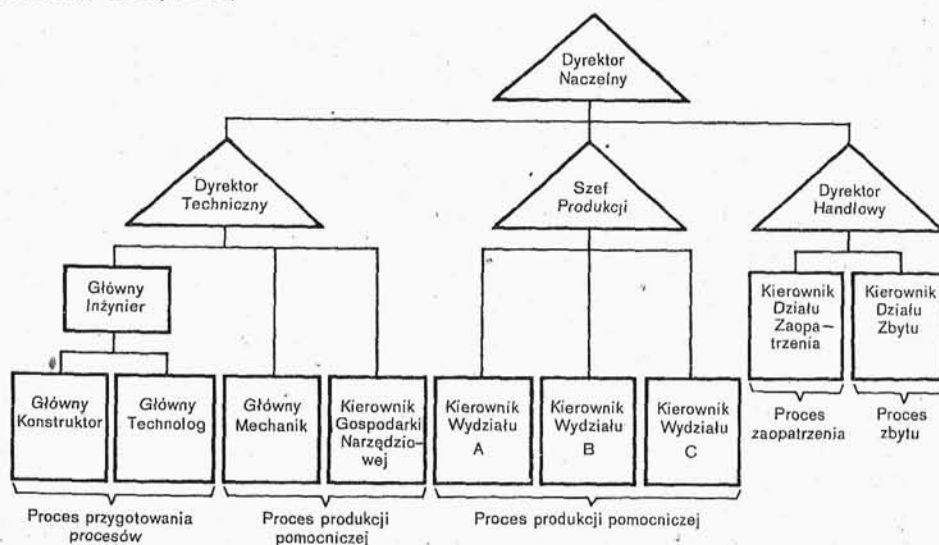 Dyrektor
Naczelny
Dyrektor
Techniczny
Szef
Produkcji
Dyrektor
Handlowy
Główny
Inżynier
Kierownik
Działu
Zaopa–
trzenia
Kierownik
Działu
Zbytu
Główny
Konstruktor
Główny
Technolog
Główny
Mechanik
Kierownik
Gospodarki
Narzędzio-
wej
Kierownik
Wydziału
A
Kierownik
Wydziału
B
Kierownik
Wydziału
C
Proces
zaopatrzenia
Proces
zbytu
Proces przygotowania
procesów
Proces produkcji
pomocniczej
Proces produkcji pomocniczej